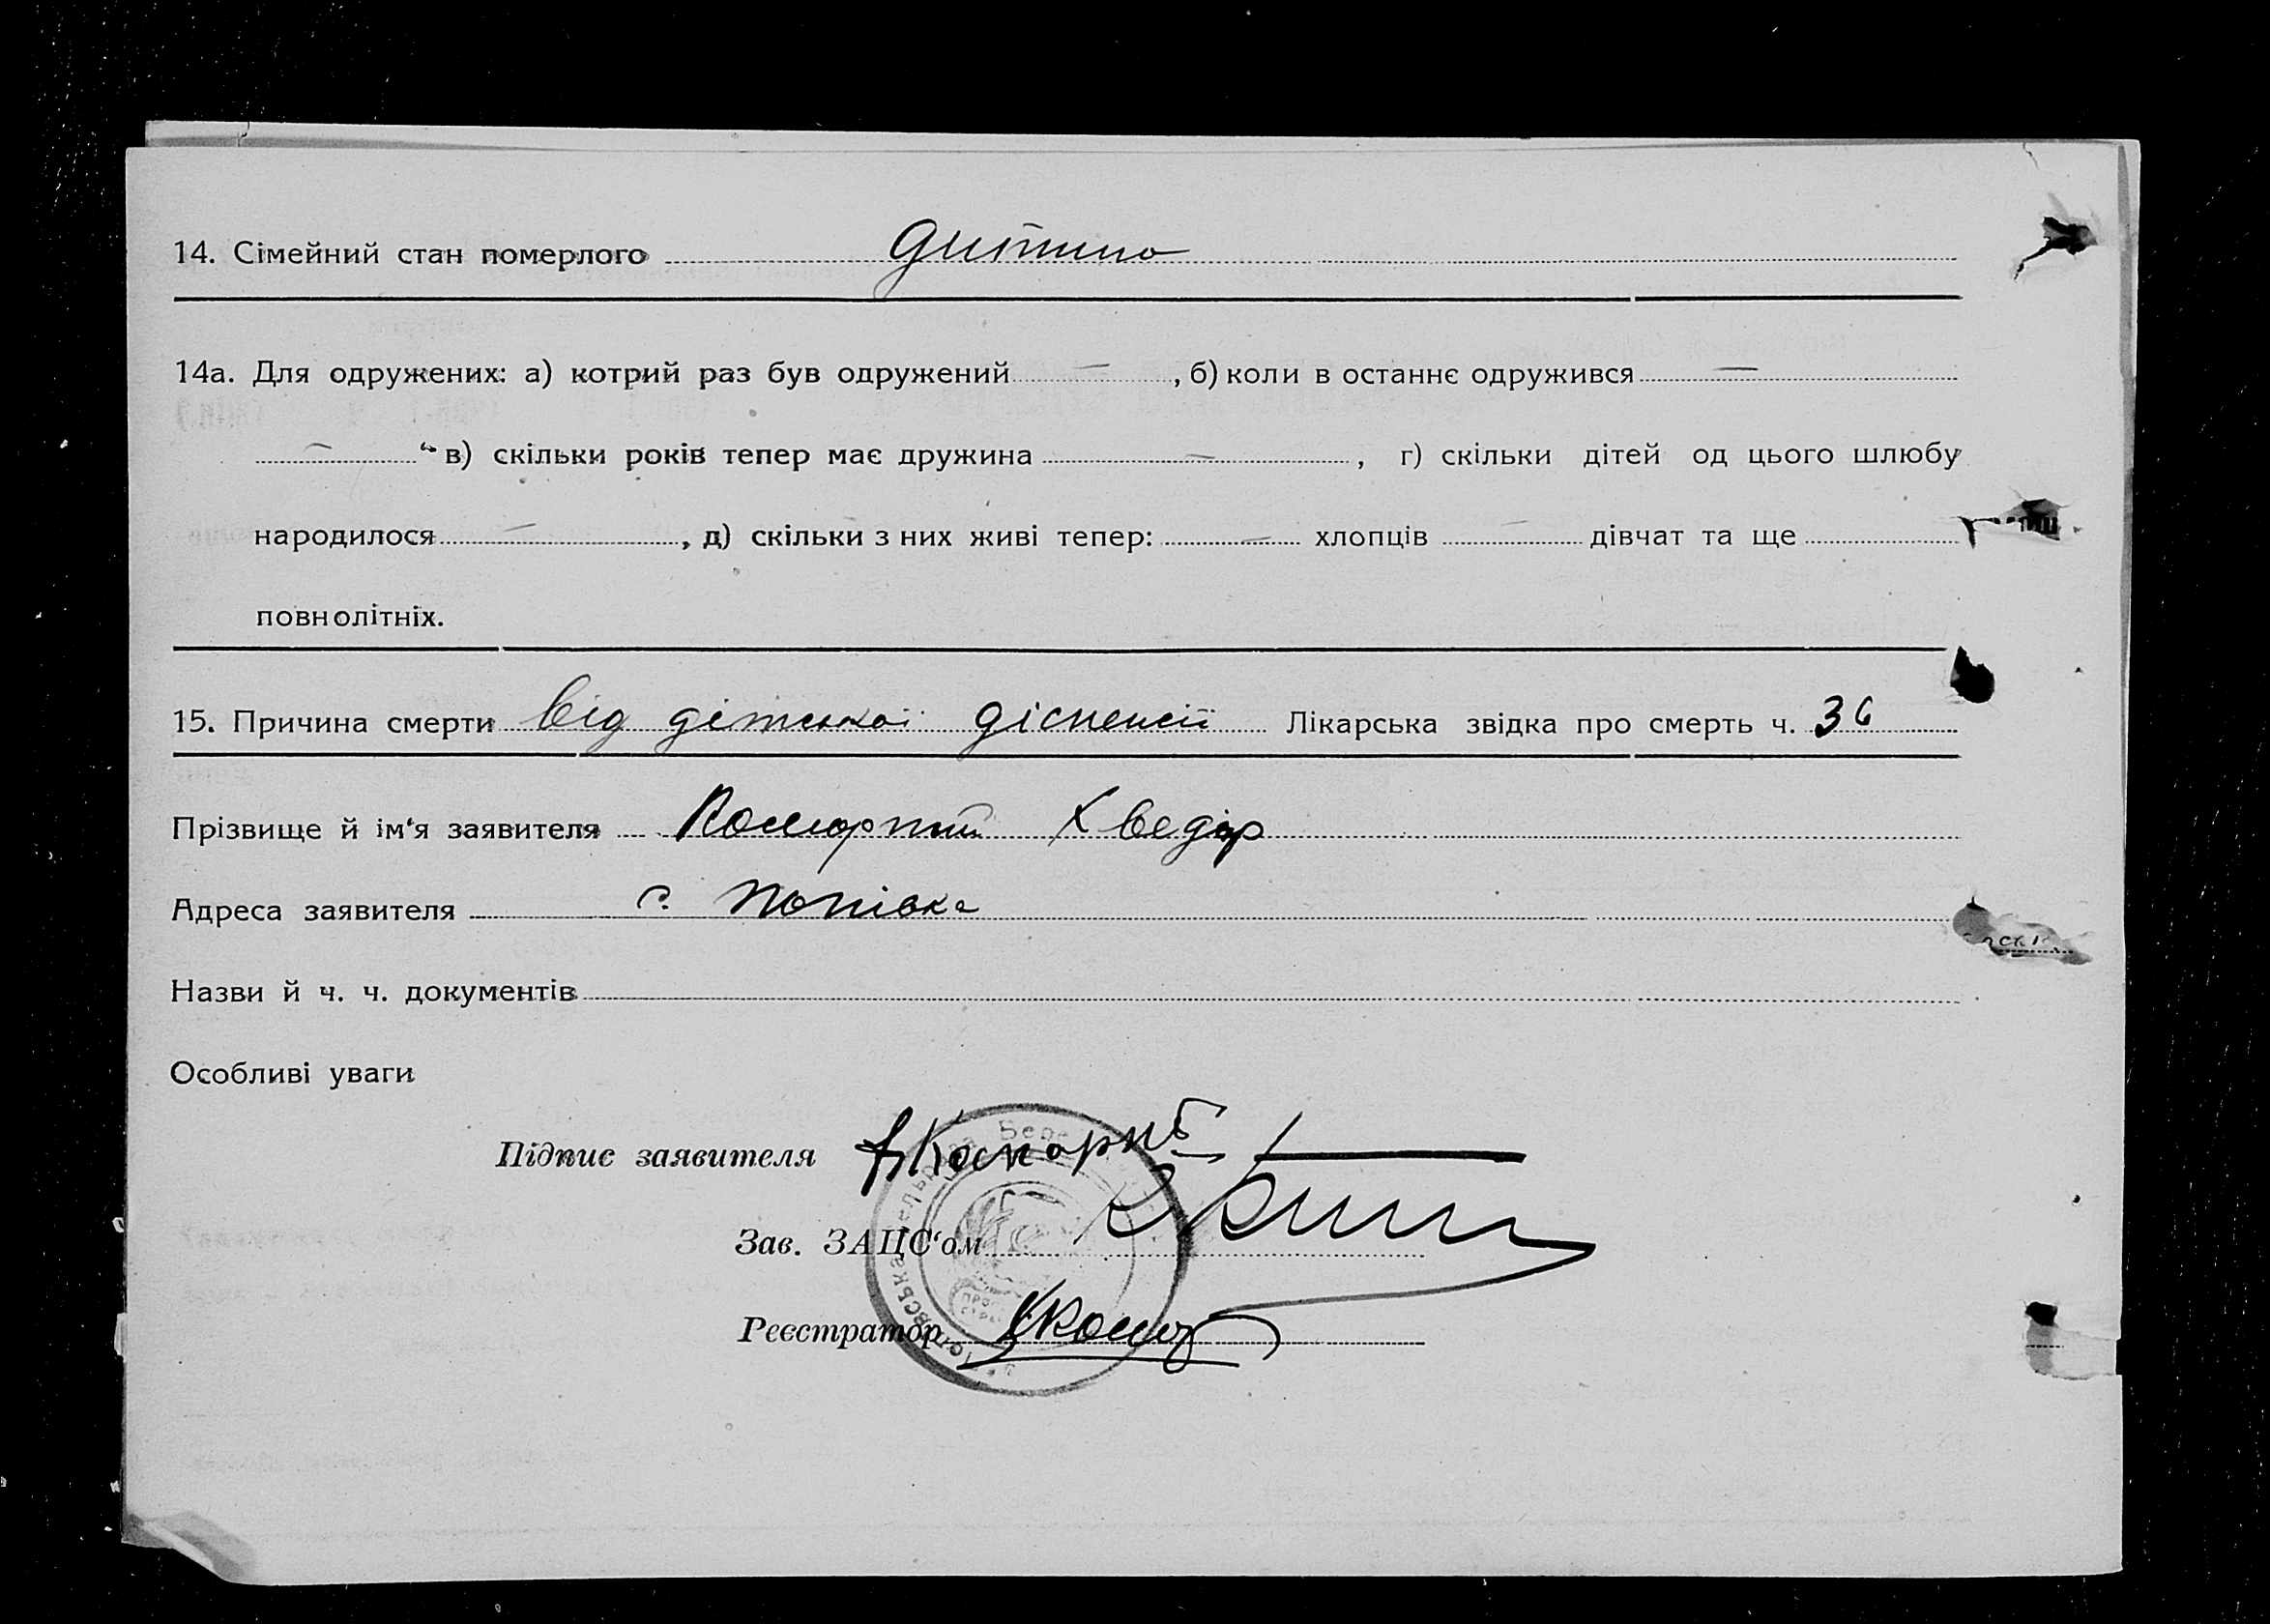 14. Сімейний стан померлого дитина
14а. Для одружених: а) котрий раз був одружений —, б) коли в останнє одружився —
— “ в) скільки років тепер має дружина —, г) скільки дітей од цього шлюбу
народилося —, д) скільки з них живі тепер: — хлопців — дівчат та ще
повнолітніх.
15. Причина смерти від дітської діспенсії Лікарська звідка про смерть ч. 36
Прізвище й ім‘я заявителя Хведір
Адреса заявителя с. Попівка
Назви й ч. ч. документів
Особливі уваги
Підпис заявителя
Зав. ЗАЦС‘ом
Реєстратор